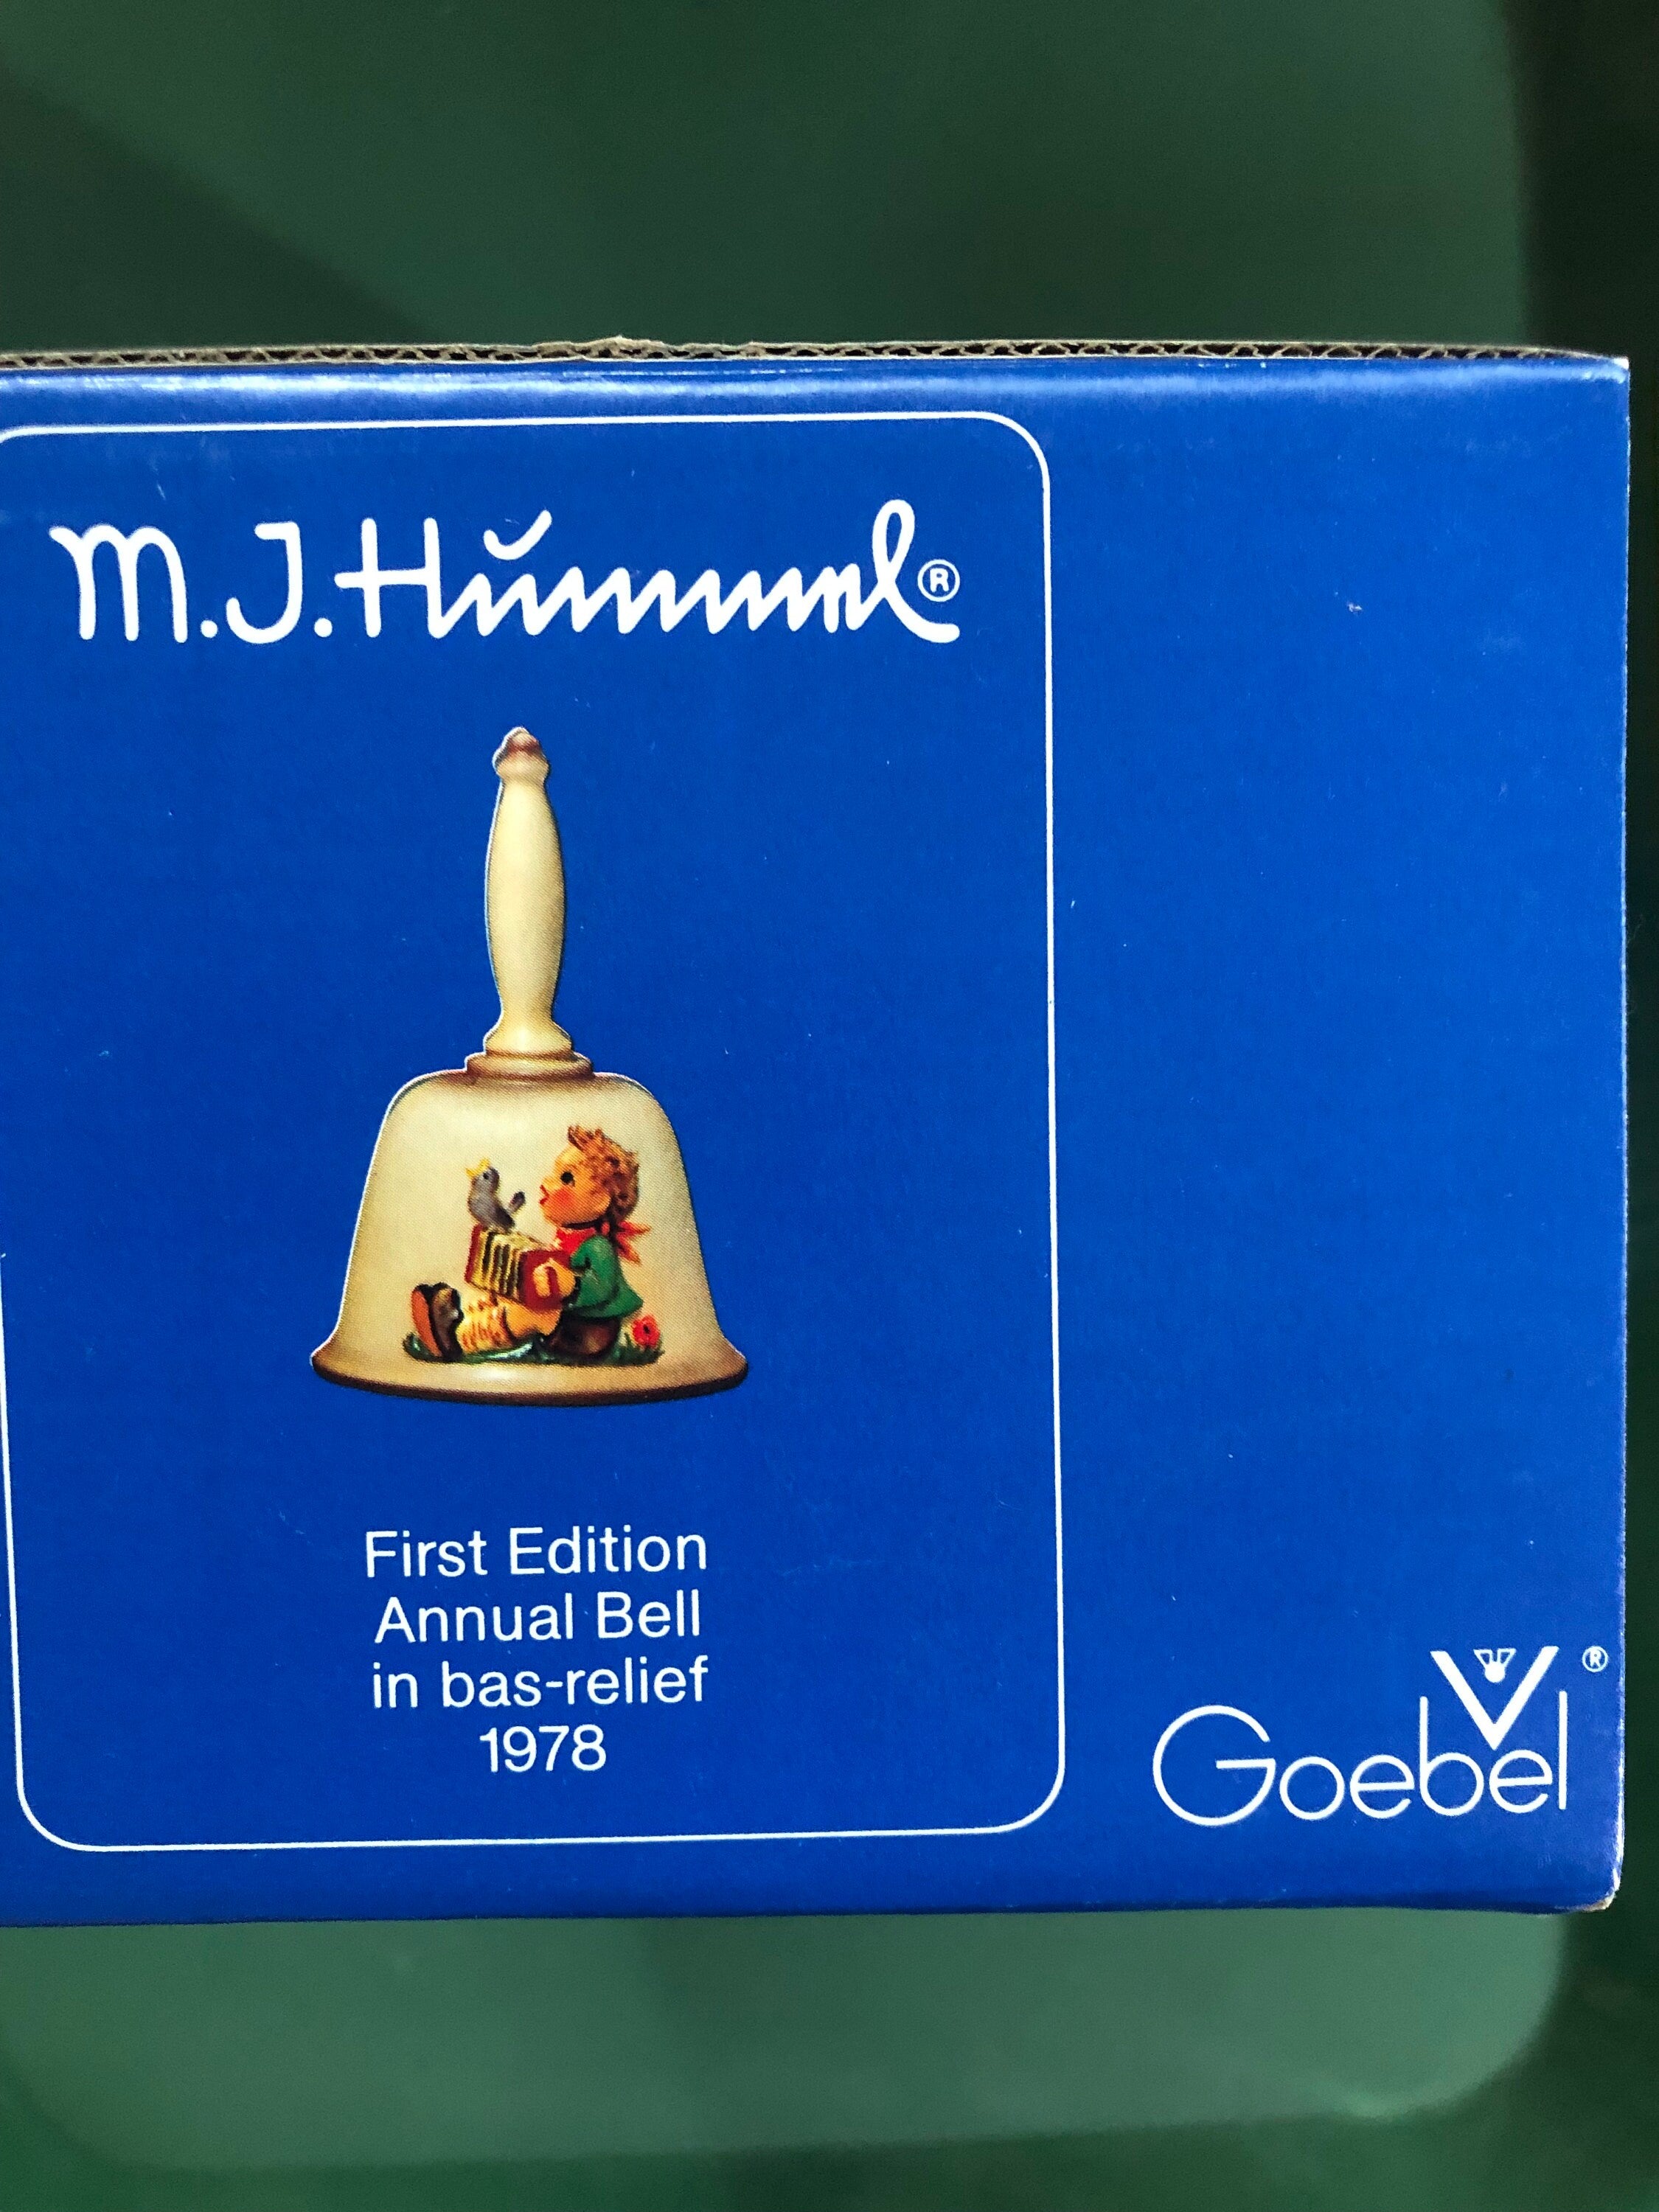 M.J.Hummel®
First Edition
Annual Bell
in bas-relief
1978
Goebel®